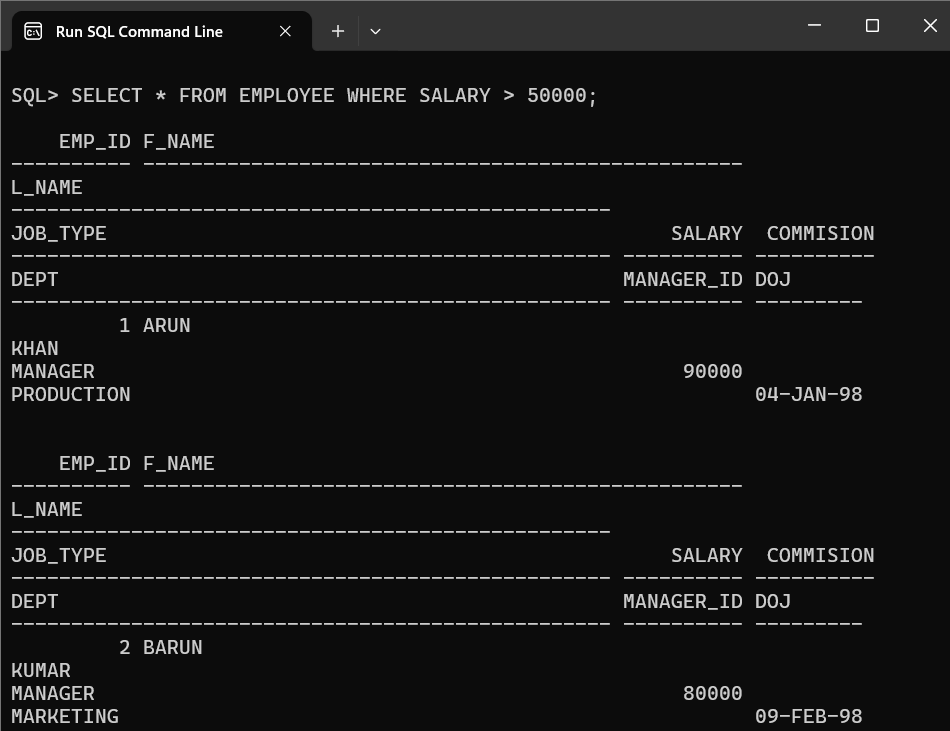 Run SQL Command Line
SQL> SELECT * FROM EMPLOYEE WHERE SALARY > 50000;
    EMP_ID F_NAME
---------- --------------------------------------------------
L_NAME
--------------------------------------------------
JOB_TYPE                                               SALARY  COMMISION
-------------------------------------------------- ---------- ----------
DEPT                                               MANAGER_ID DOJ
-------------------------------------------------- ---------- ---------
         1 ARUN
KHAN
MANAGER                                                 90000
PRODUCTION                                                    04-JAN-98
    EMP_ID F_NAME
---------- --------------------------------------------------
L_NAME
--------------------------------------------------
JOB_TYPE                                               SALARY  COMMISION
-------------------------------------------------- ---------- ----------
DEPT                                               MANAGER_ID DOJ
-------------------------------------------------- ---------- ---------
         2 BARUN
KUMAR
MANAGER                                                 80000
MARKETING                                                     09-FEB-98